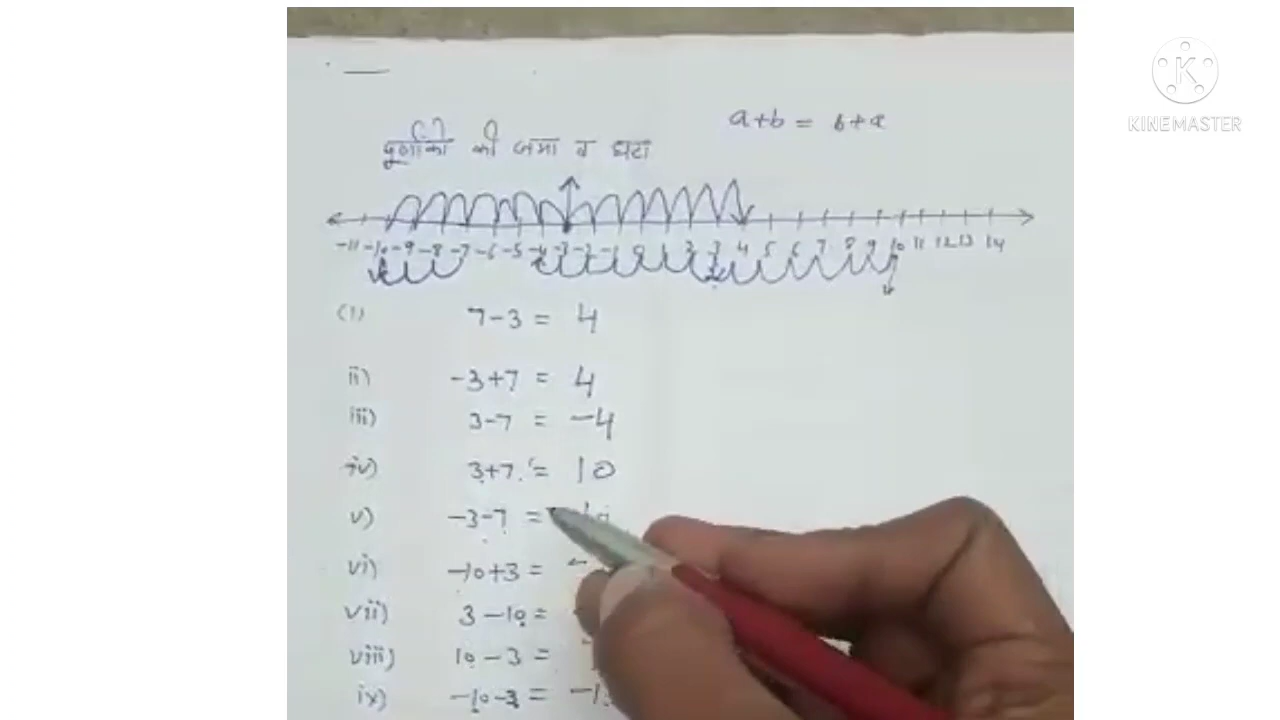 a+b = b+a
पूर्णांको की जमा व घटा
-11 -10 -9 -8 -7 -6 -5 -4 -3 -2 -1 0 1 2 3 4 5 6 7 8 9 10 11 12 13 14
(i) 7-3 = 4
ii) -3+7 = 4
iii) 3-7 = -4
iv) 3+7 = 10
v) -3-7 =
vi) -10+3 = -
vii) 3-10 =
viii) 10-3 =
ix) -10-3 = -1
KINEMASTER